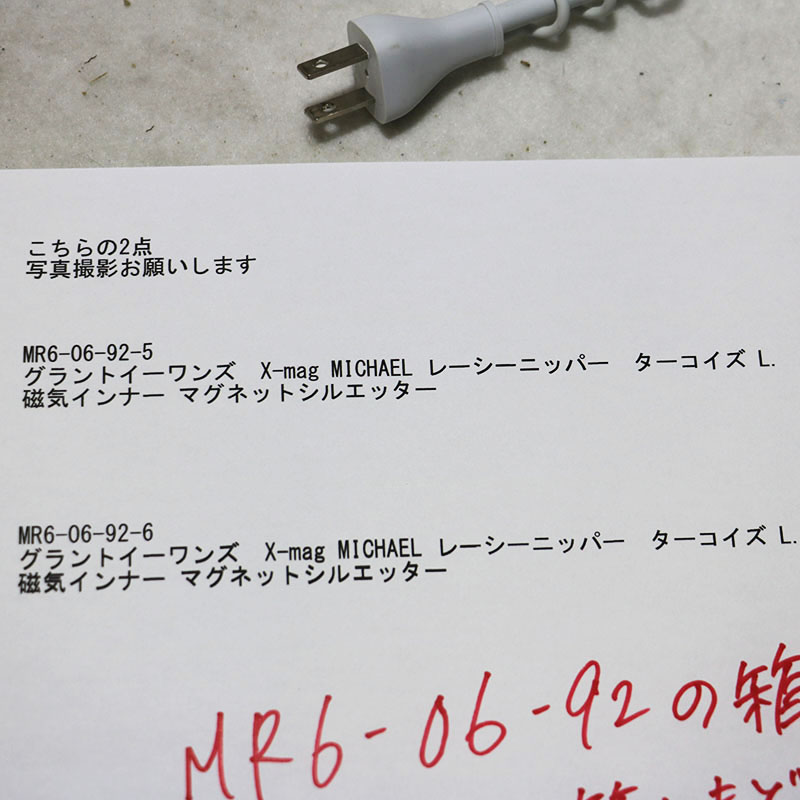 こちらの2点
写真撮影お願いします
MR6-06-92-5
グラントイーワンズ　X-mag MICHAEL レーシーニッパー　ターコイズ L.
磁気インナー マグネットシルエッター
MR6-06-92-6
グラントイーワンズ　X-mag MICHAEL レーシーニッパー　ターコイズ L.
磁気インナー マグネットシルエッター
MR6-06-92の箱